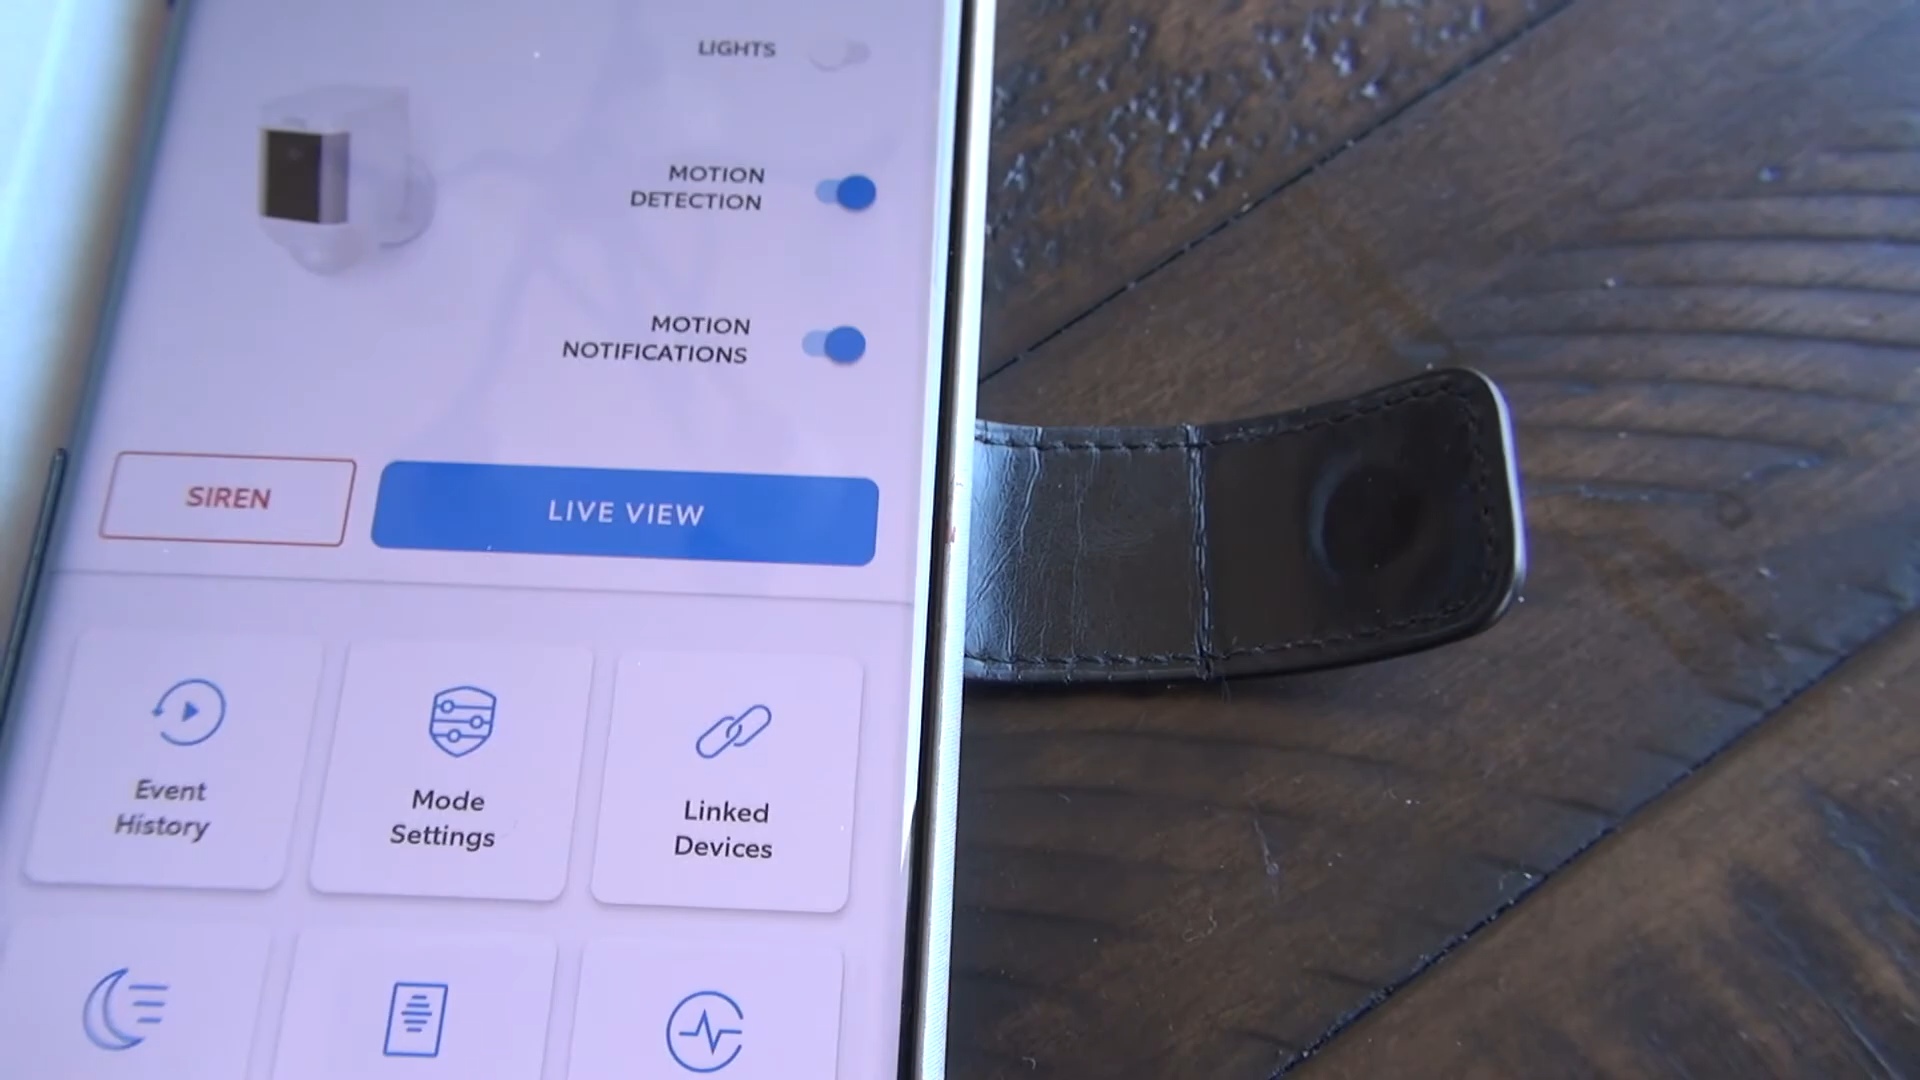 LIGHTS
MOTION
DETECTION
MOTION
NOTIFICATIONS
SIREN
LIVE VIEW
Event
History
Mode
Settings
Linked
Devices